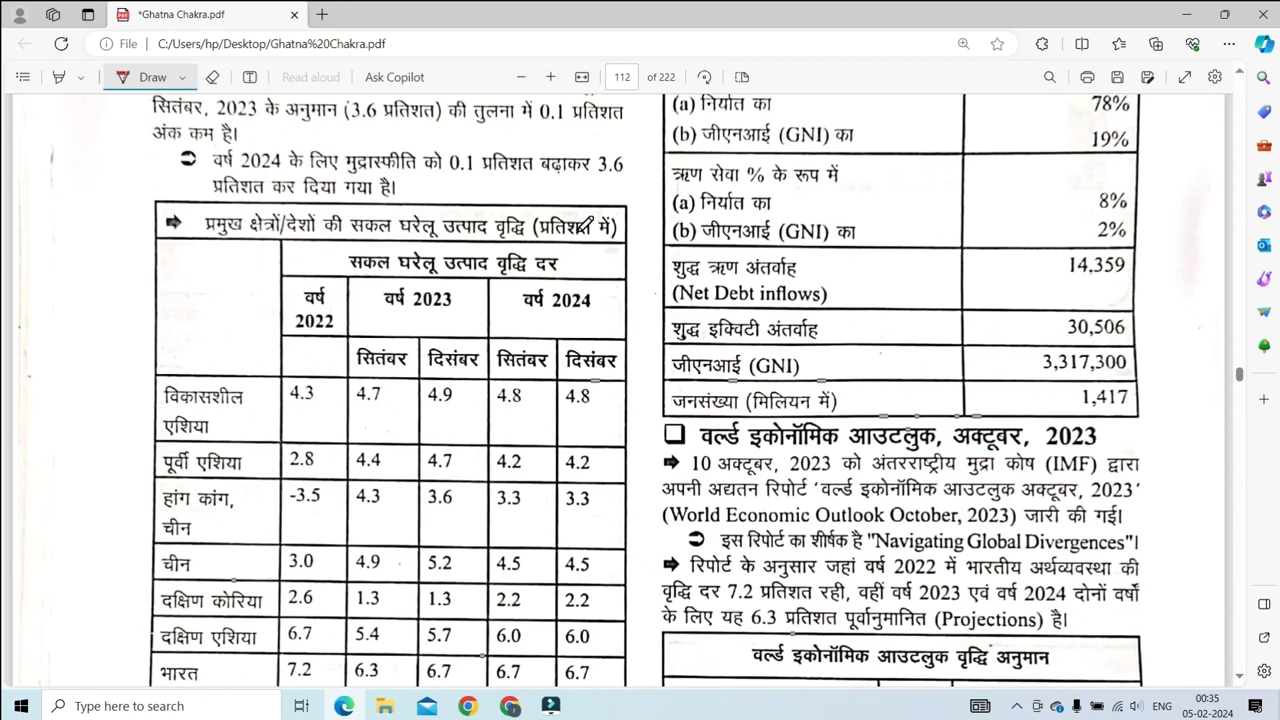 *Ghatna Chakra.pdf
File
C:/Users/hp/Desktop/Ghatna%20Chakra.pdf
Draw
Read aloud
Ask Copilot
112
of 222
सितंबर, 2023 के अनुमान (3.6 प्रतिशत) की तुलना में 0.1 प्रतिशत
अंक कम है।
वर्ष 2024 के लिए मुद्रास्फीति को 0.1 प्रतिशत बढ़ाकर 3.6
प्रतिशत कर दिया गया है।
प्रमुख क्षेत्रों/देशों की सकल घरेलू उत्पाद वृद्धि (प्रतिशत में)
सकल घरेलू उत्पाद वृद्धि दर
वर्ष 2022 वर्ष 2023 वर्ष 2024
सितंबर दिसंबर सितंबर दिसंबर
विकासशील एशिया 4.3 4.7 4.9 4.8 4.8
पूर्वी एशिया 2.8 4.4 4.7 4.2 4.2
हांग कांग, चीन -3.5 4.3 3.6 3.3 3.3
चीन 3.0 4.9 5.2 4.5 4.5
दक्षिण कोरिया 2.6 1.3 1.3 2.2 2.2
दक्षिण एशिया 6.7 5.4 5.7 6.0 6.0
भारत 7.2 6.3 6.7 6.7 6.7
(a) निर्यात का 78%
(b) जीएनआई (GNI) का 19%
ऋण सेवा % के रूप में
(a) निर्यात का 8%
(b) जीएनआई (GNI) का 2%
शुद्ध ऋण अंतर्वाह 14,359
(Net Debt inflows)
शुद्ध इक्विटी अंतर्वाह 30,506
जीएनआई (GNI) 3,317,300
जनसंख्या (मिलियन में) 1,417
वर्ल्ड इकोनॉमिक आउटलुक, अक्टूबर, 2023
10 अक्टूबर, 2023 को अंतरराष्ट्रीय मुद्रा कोष (IMF) द्वारा
अपनी अद्यतन रिपोर्ट 'वर्ल्ड इकोनॉमिक आउटलुक अक्टूबर, 2023'
(World Economic Outlook October, 2023) जारी की गई।
इस रिपोर्ट का शीर्षक है "Navigating Global Divergences"।
रिपोर्ट के अनुसार जहां वर्ष 2022 में भारतीय अर्थव्यवस्था की
वृद्धि दर 7.2 प्रतिशत रही, वहीं वर्ष 2023 एवं वर्ष 2024 दोनों वर्षों
के लिए यह 6.3 प्रतिशत पूर्वानुमानित (Projections) है।
वर्ल्ड इकोनॉमिक आउटलुक वृद्धि अनुमान
Type here to search
ENG
00:35
05-02-2024